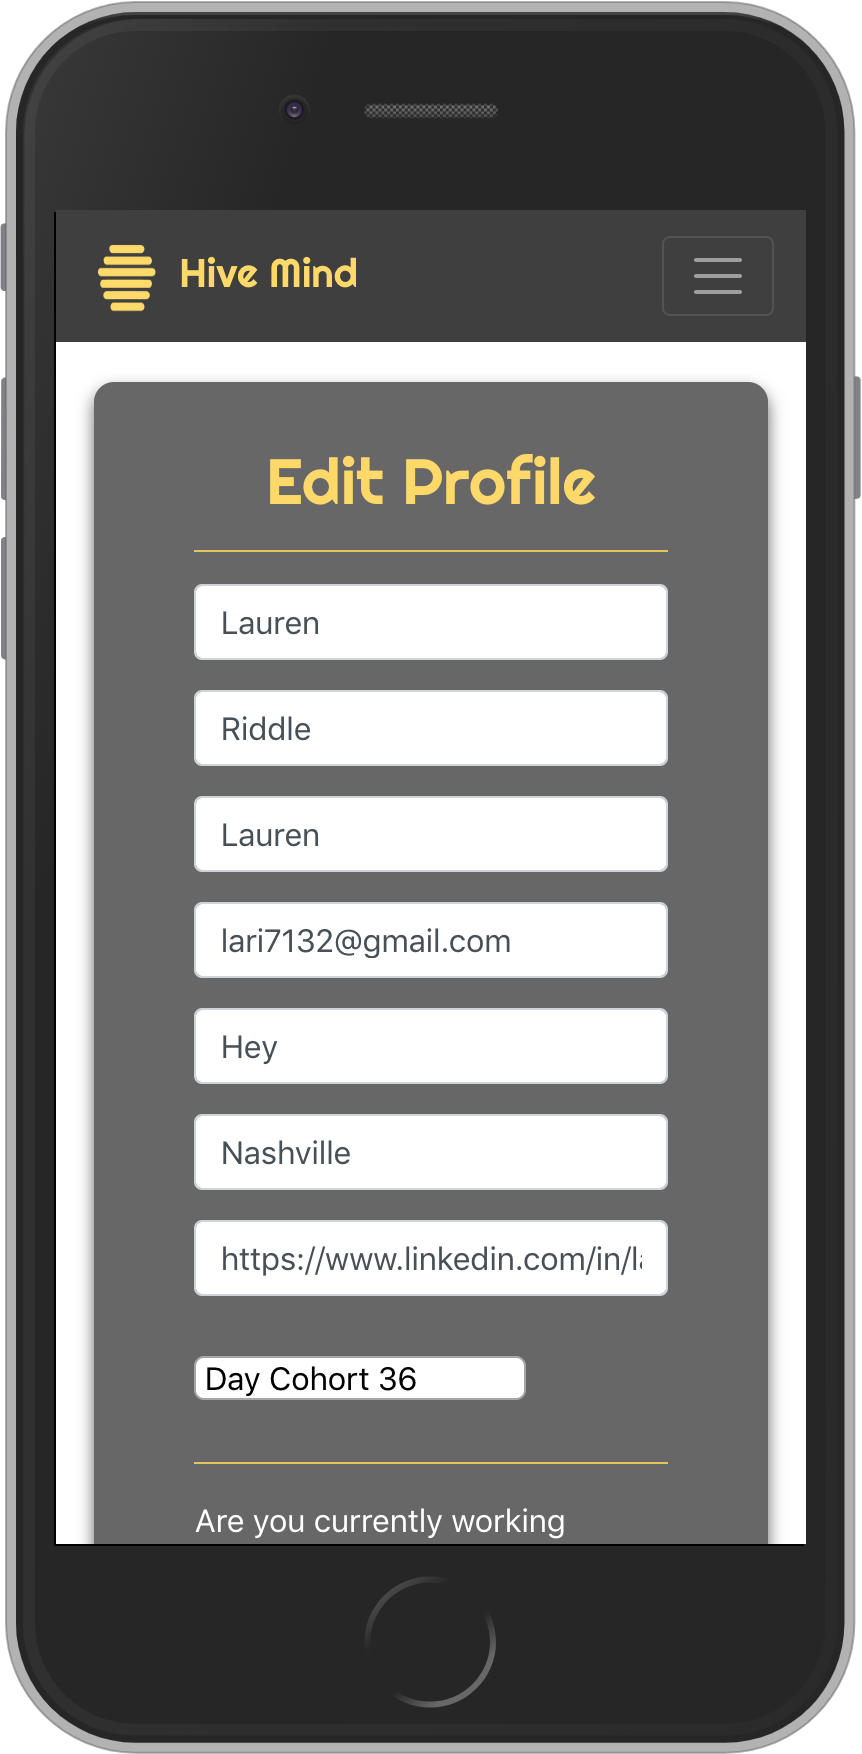 Hive Mind
Edit Profile
Lauren
Riddle
Lauren
lari7132@gmail.com
Hey
Nashville
https://www.linkedin.com/in/la
Day Cohort 36
Are you currently working